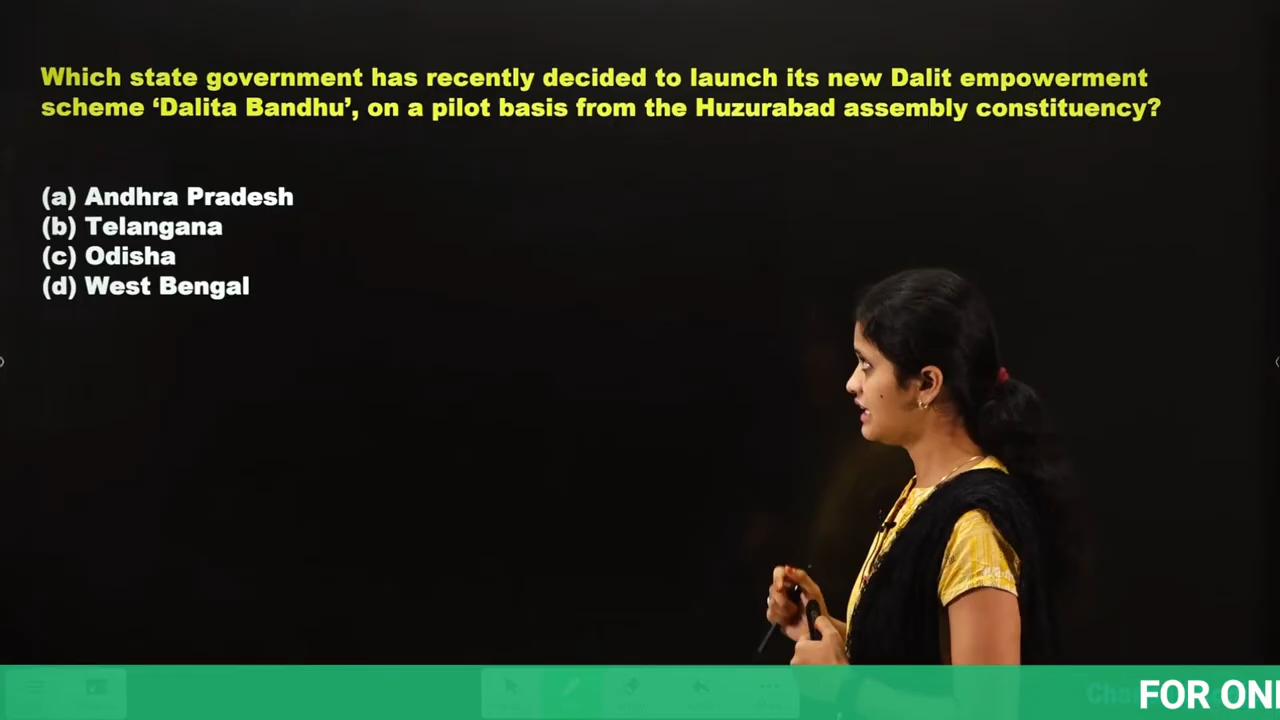 Which state government has recently decided to launch its new Dalit empowerment
scheme ‘Dalita Bandhu’, on a pilot basis from the Huzurabad assembly constituency?
(a) Andhra Pradesh
(b) Telangana
(c) Odisha
(d) West Bengal
FOR ONL